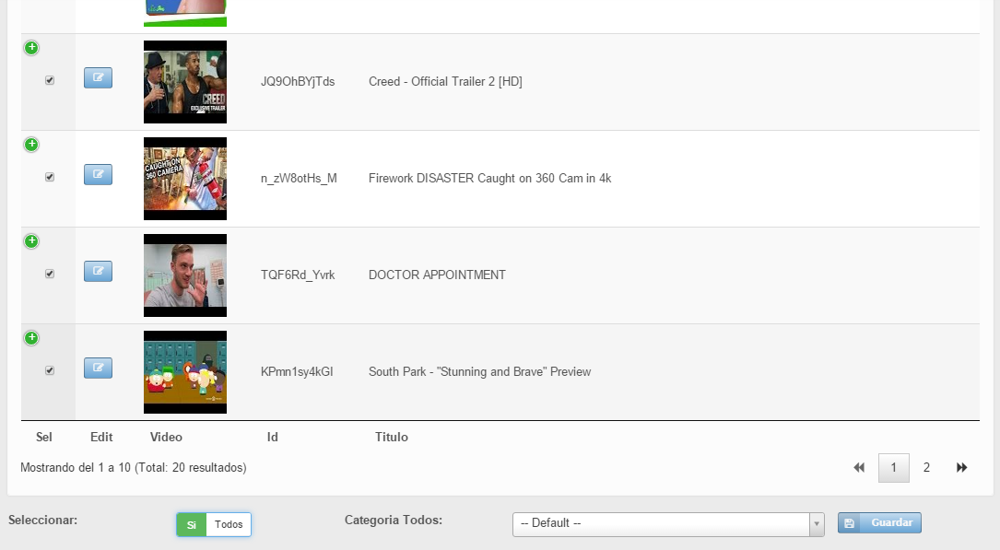 JQ9OhBYjTds Creed - Official Trailer 2 [HD]
CREED
EXCLUSIVE TRAILER
n_zW8otHs_M Firework DISASTER Caught on 360 Cam in 4k
CAUGHT ON
360 CAMERA
TQF6Rd_Yvrk DOCTOR APPOINTMENT
KPmn1sy4kGI South Park - "Stunning and Brave" Preview
Sel Edit Video Id Titulo
Mostrando del 1 a 10 (Total: 20 resultados) 1 2
Seleccionar: Si Todos Categoria Todos: -- Default -- Guardar